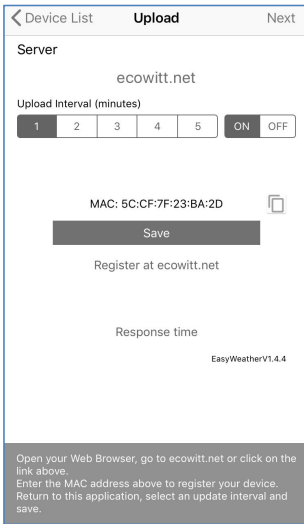 Device List Upload Next
Server
ecowitt.net
Upload Interval (minutes)
1 2 3 4 5 ON OFF
MAC: 5C:CF:7F:23:BA:2D
Save
Register at ecowitt.net
Response time
EasyWeatherV1.4.4
Open your Web Browser, go to ecowitt.net or click on the
link above.
Enter the MAC address above to register your device.
Return to this application, select an update interval and
save.